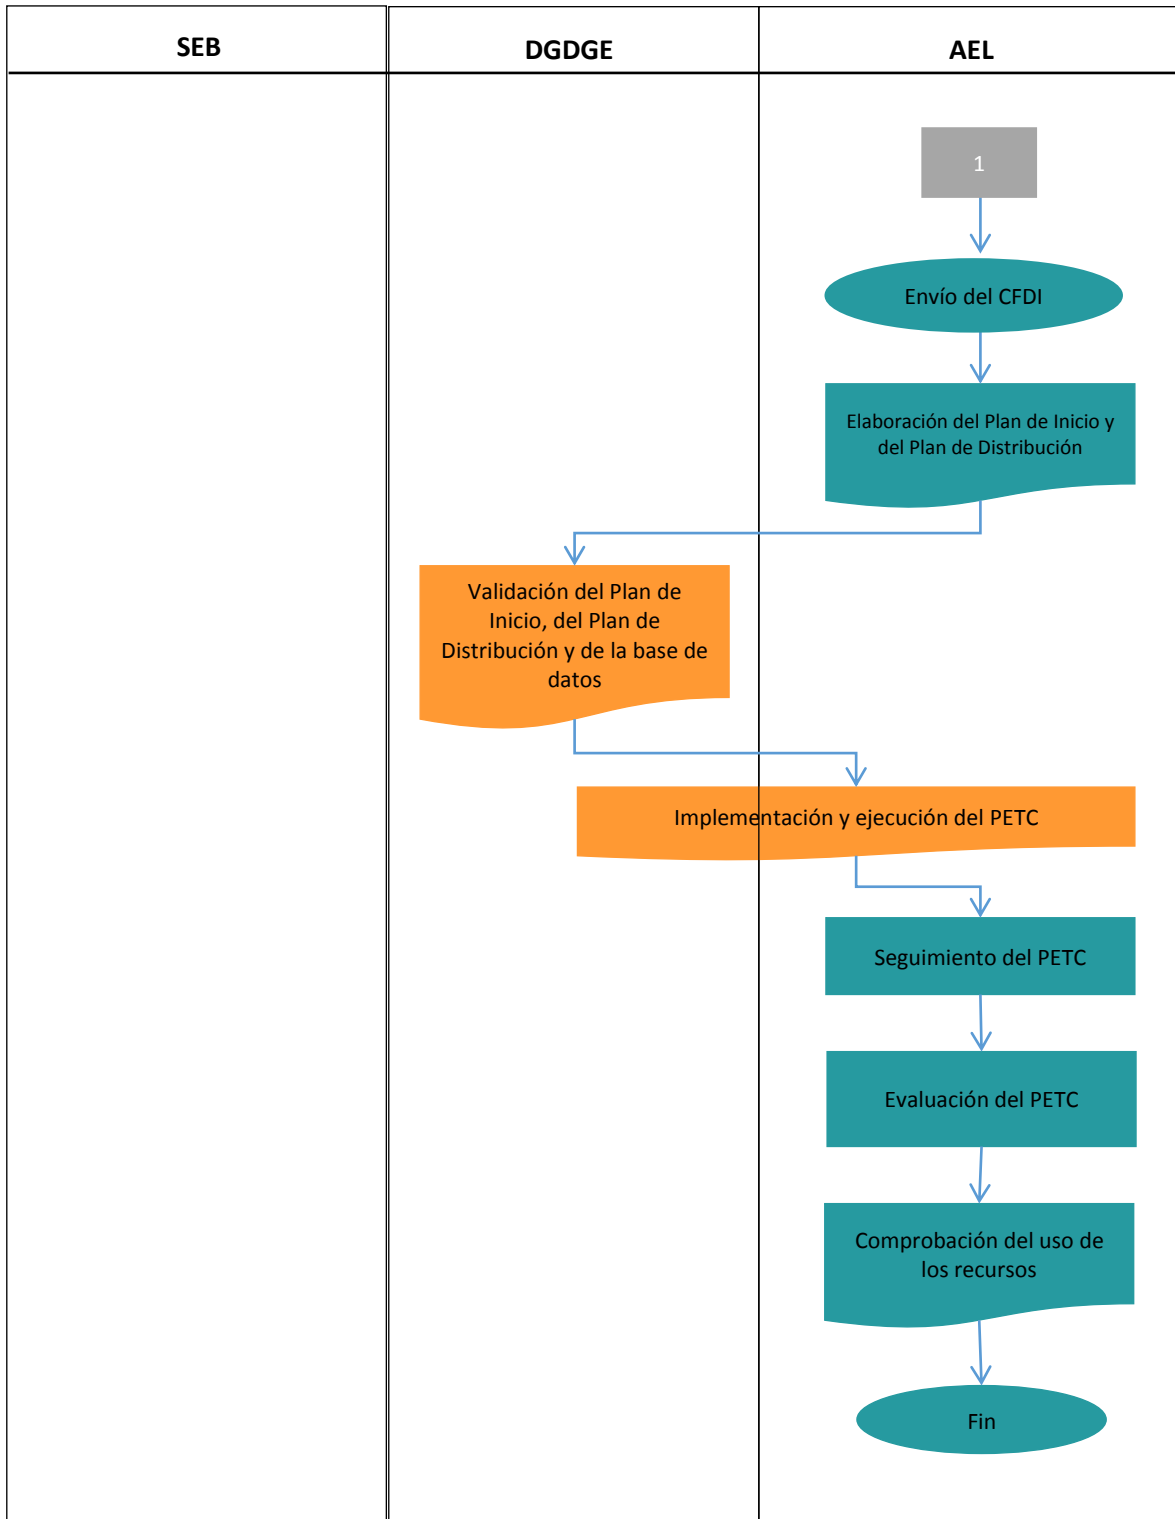 SEB
DGDGE
AEL
1
Envío del CFDI
Elaboración del Plan de Inicio y
del Plan de Distribución
Validación del Plan de
Inicio, del Plan de
Distribución y de la base de
datos
Implementación y ejecución del PETC
Seguimiento del PETC
Evaluación del PETC
Comprobación del uso de
los recursos
Fin